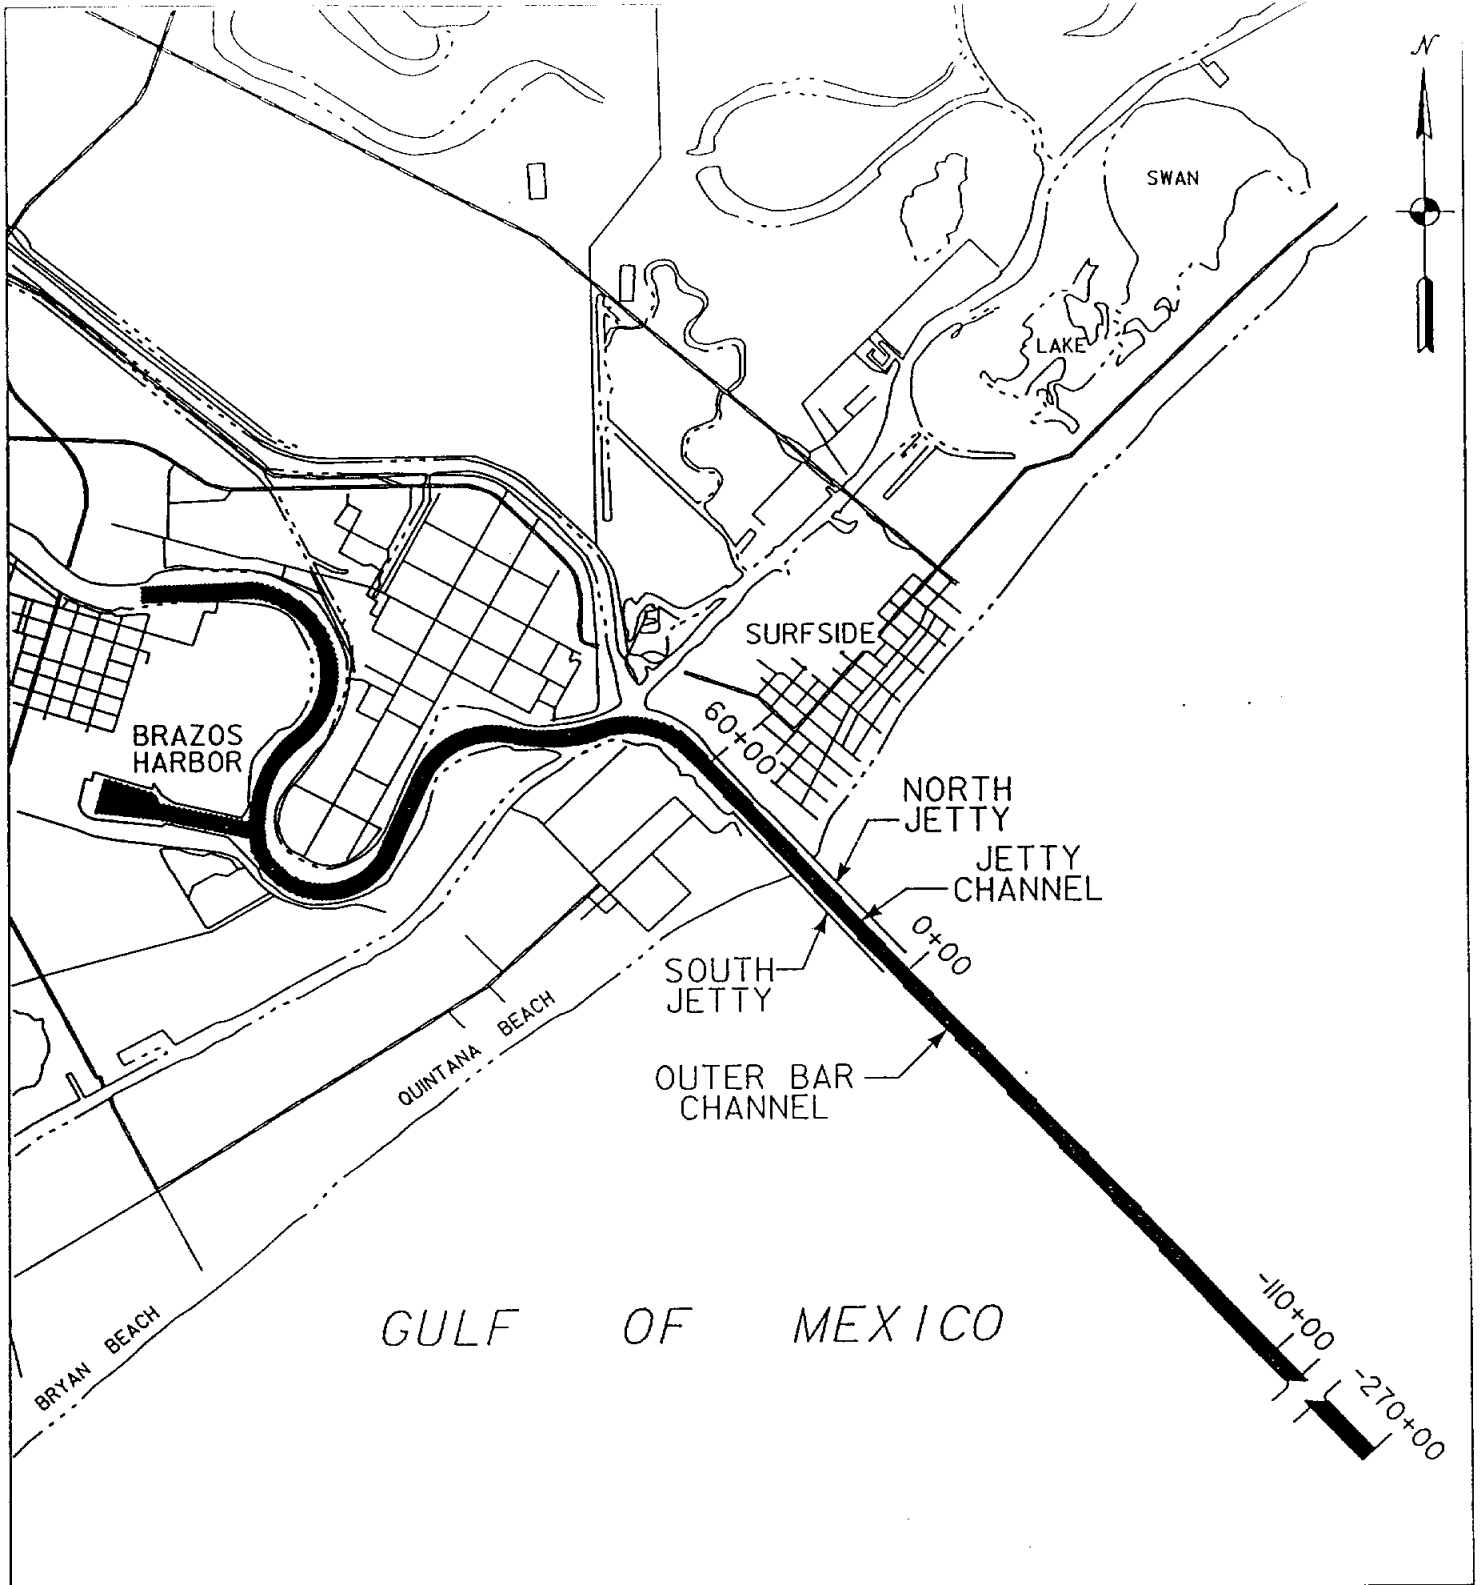 N
SWAN
LAKE
SURFSIDE
60+00
BRAZOS
HARBOR
NORTH
JETTY
JETTY
CHANNEL
0+00
SOUTH
JETTY
QUINTANA BEACH
OUTER BAR
CHANNEL
-110+00
GULF OF MEXICO
BRYAN BEACH
-270+00